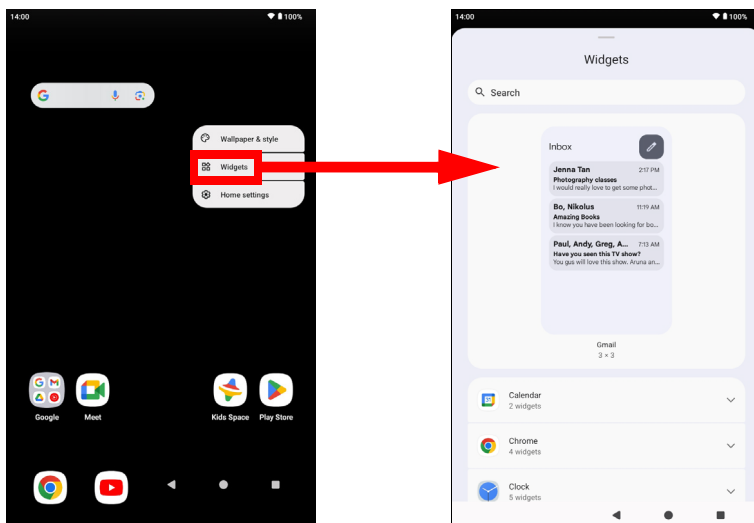 14:00
100%
Wallpaper & style
Widgets
Home settings
Google
Meet
Kids Space
Play Store
14:00
100%
Widgets
Search
Inbox
Jenna Tan 2:17 PM
Photography classes
I would really love to get some phot...
Bo, Nikolus 11:19 AM
Amazing Books
I know you have been looking for bo...
Paul, Andy, Greg, A... 7:13 AM
Have you seen this TV show?
You gus will love this show. Aruna an...
Gmail
3 × 3
Calendar
2 widgets
Chrome
4 widgets
Clock
5 widgets